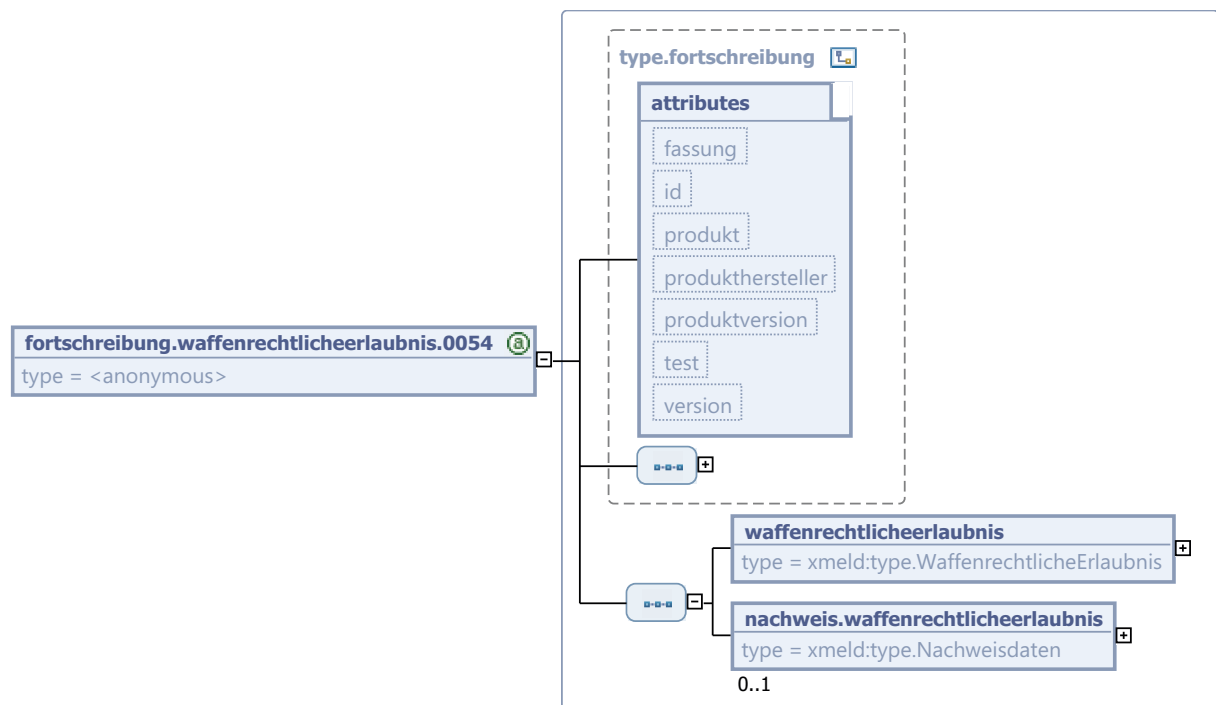 type.fortschreibung
attributes
fassung
id
produkt
produkthersteller
produktversion
fortschreibung.waffenrechtlicheerlaubnis.0054 @
type = <anonymous>
test
version
waffenrechtlicheerlaubnis
type = xmeld:type.WaffenrechtlicheErlaubnis
nachweis.waffenrechtlicheerlaubnis
type = xmeld:type.Nachweisdaten
0..1